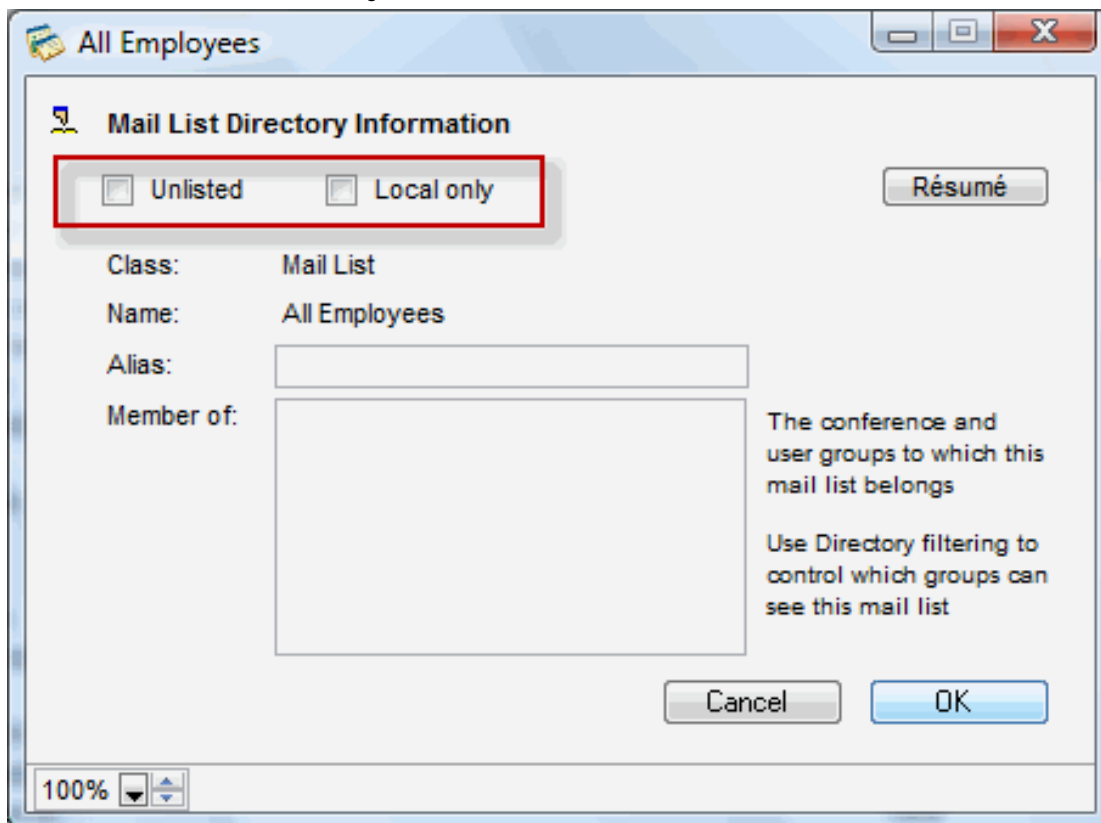 All Employees
Mail List Directory Information
Unlisted Local only Résumé
Class: Mail List
Name: All Employees
Alias:
Member of:
The conference and
user groups to which this
mail list belongs
Use Directory filtering to
control which groups can
see this mail list
Cancel OK
100%